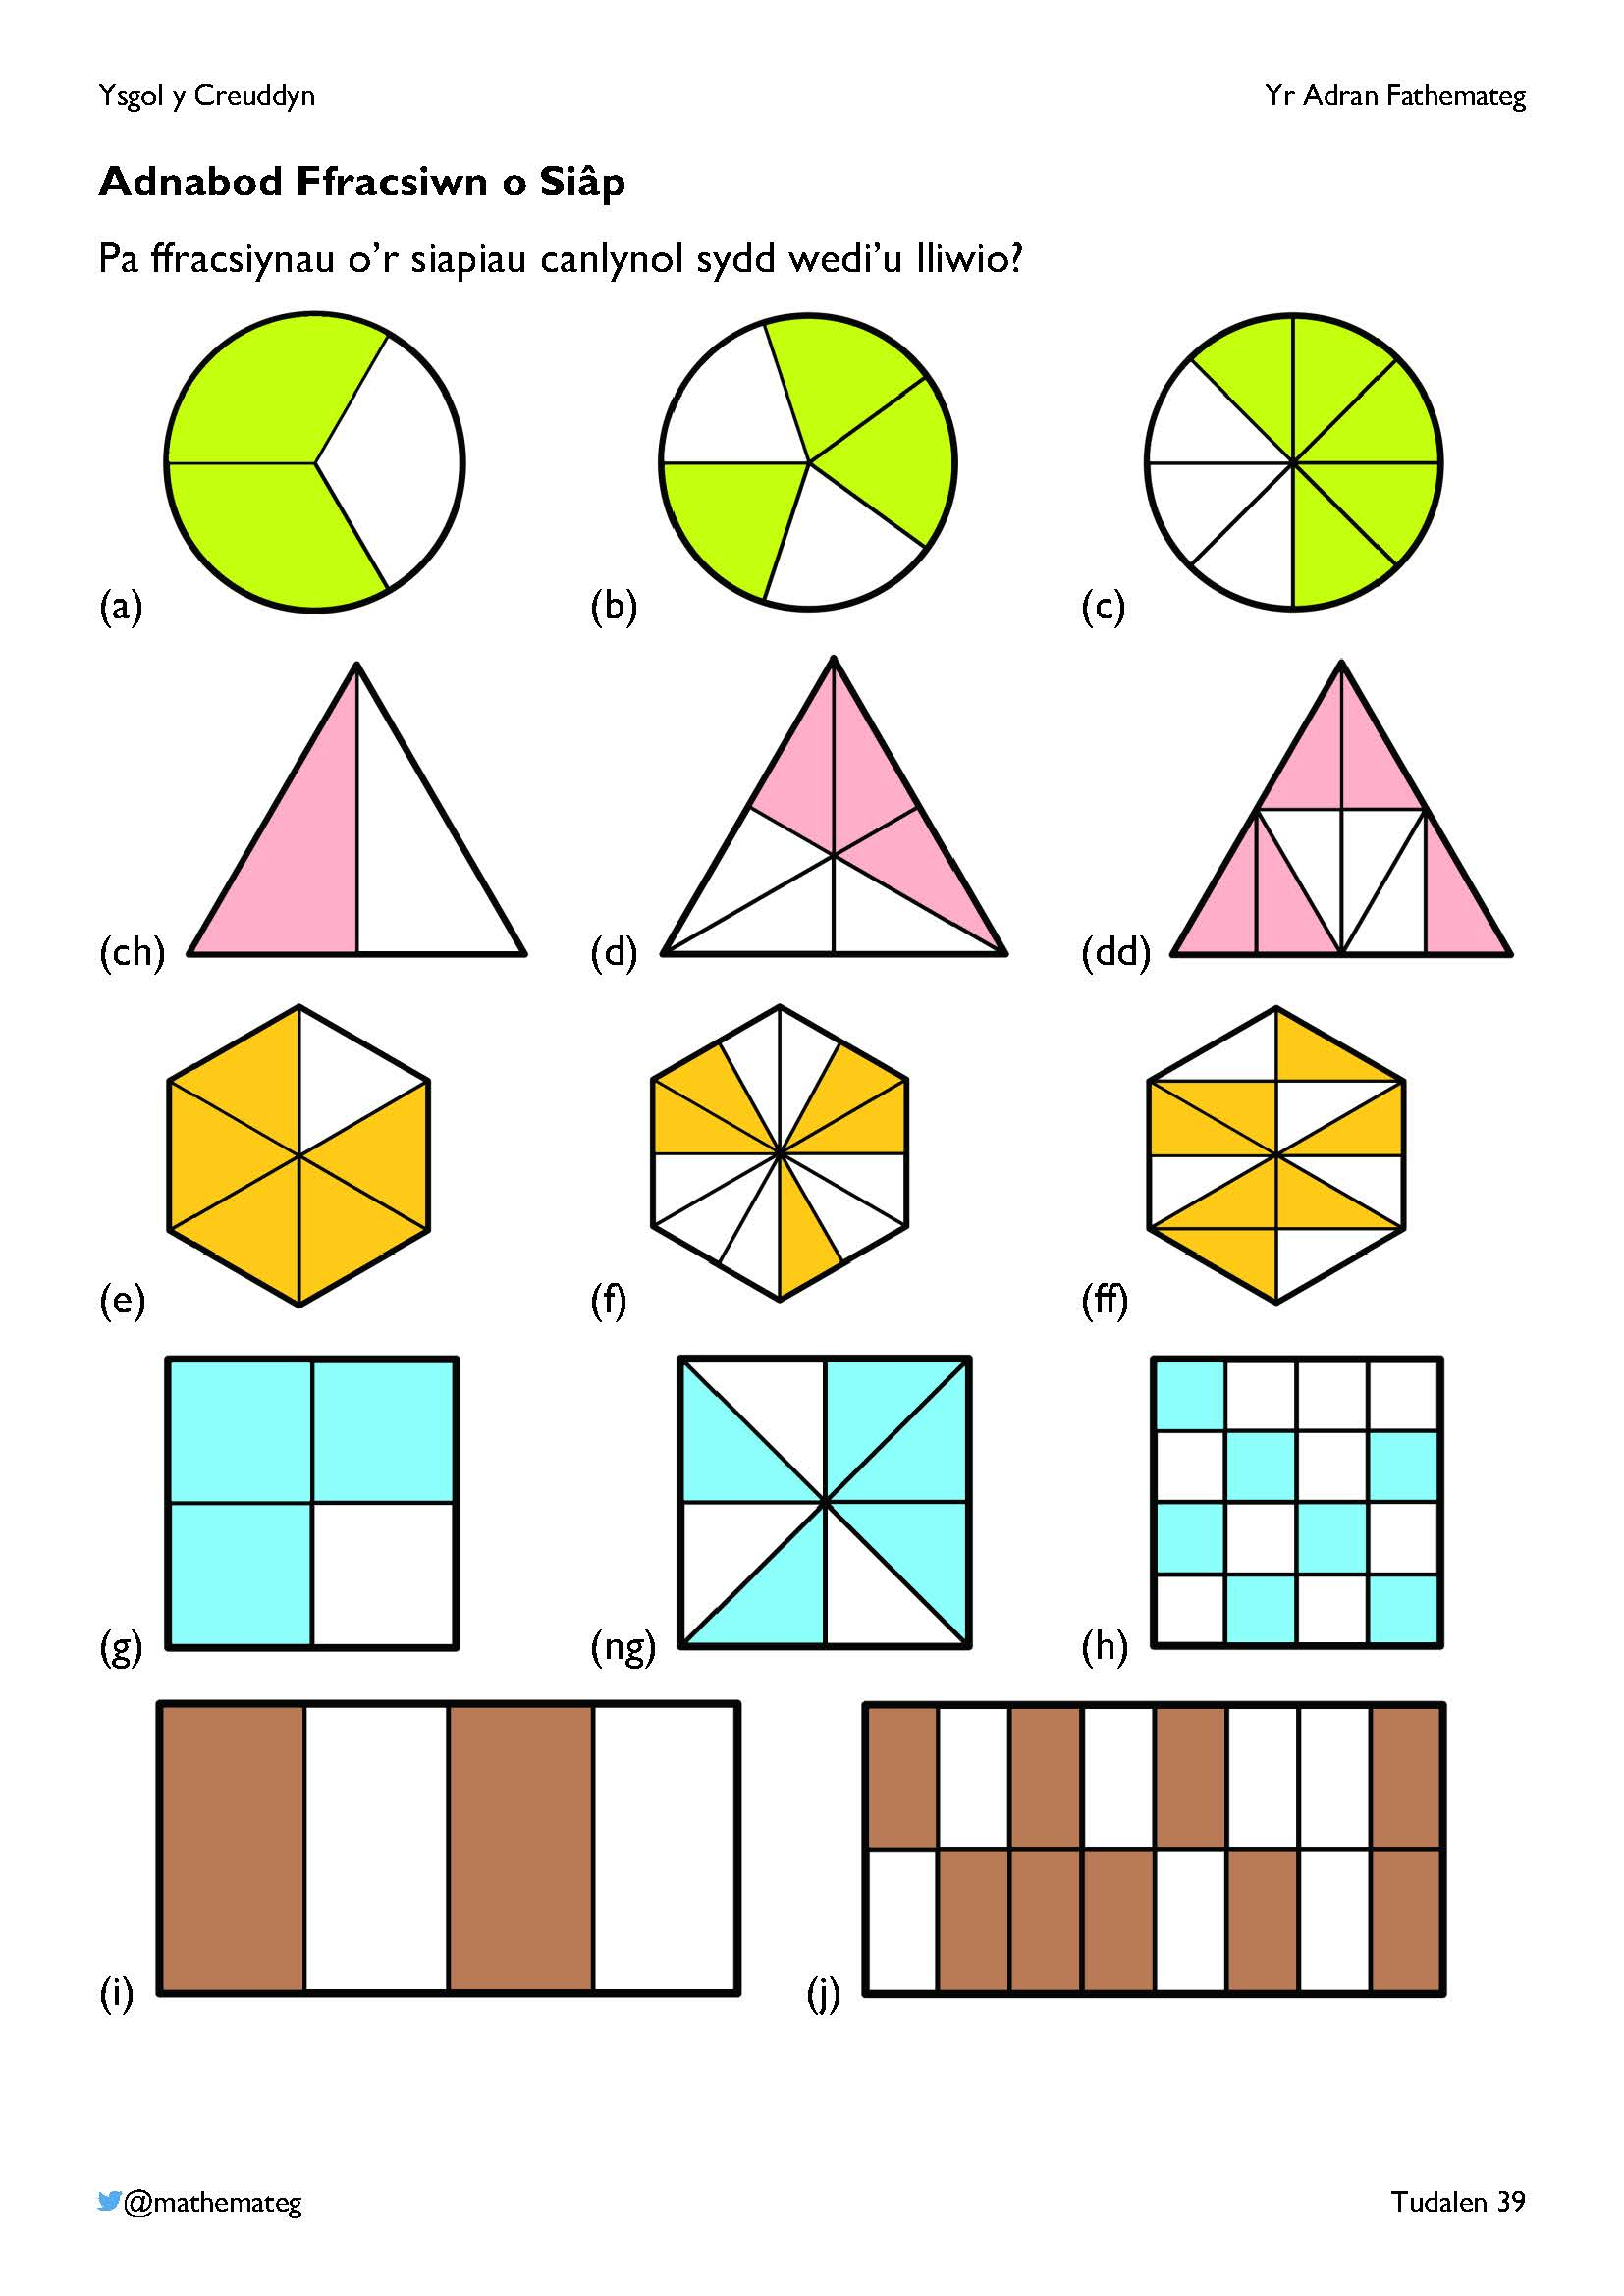 Ysgol y Creuddyn
Yr Adran Fathemateg
Adnabod Ffracsiwn o Siâp
Pa ffracsiynau o’r siapiau canlynol sydd wedi’u lliwio?
(a)
(b)
(c)
(ch)
(d)
(dd)
(e)
(f)
(ff)
(g)
(ng)
(h)
(i)
(j)
@mathemateg
Tudalen 39